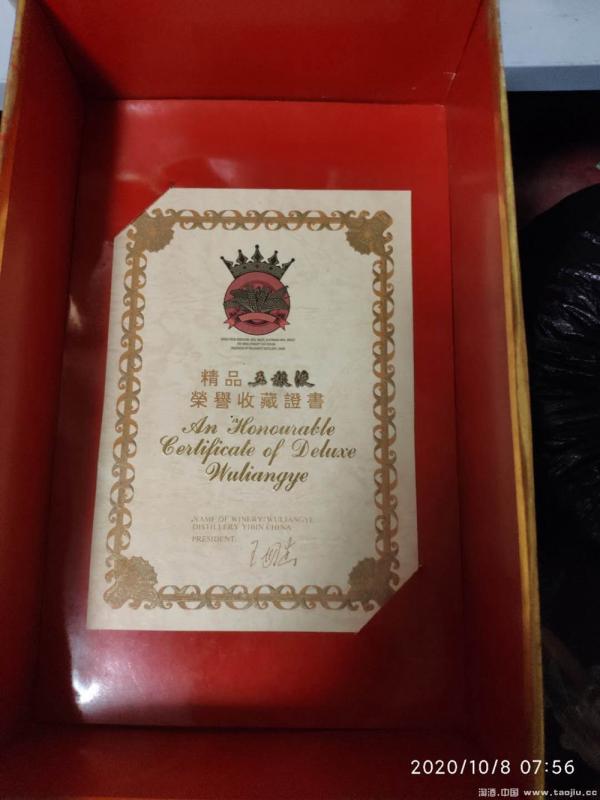 精品 五粮液
榮譽收藏證書
An Honourable
Certificate of Deluxe
Wuliangye
NAME OF WINERY:WULIANGYE
DISTILLERY YIBIN CHINA
PRESIDENT:
2020/10/8 07:56
淘酒.中国 www.taojiu.cc